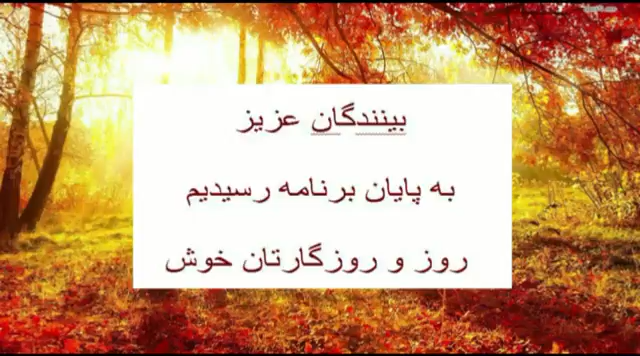 بینندگان عزیز
به پایان برنامه رسیدیم
روز و روزگارتان خوش